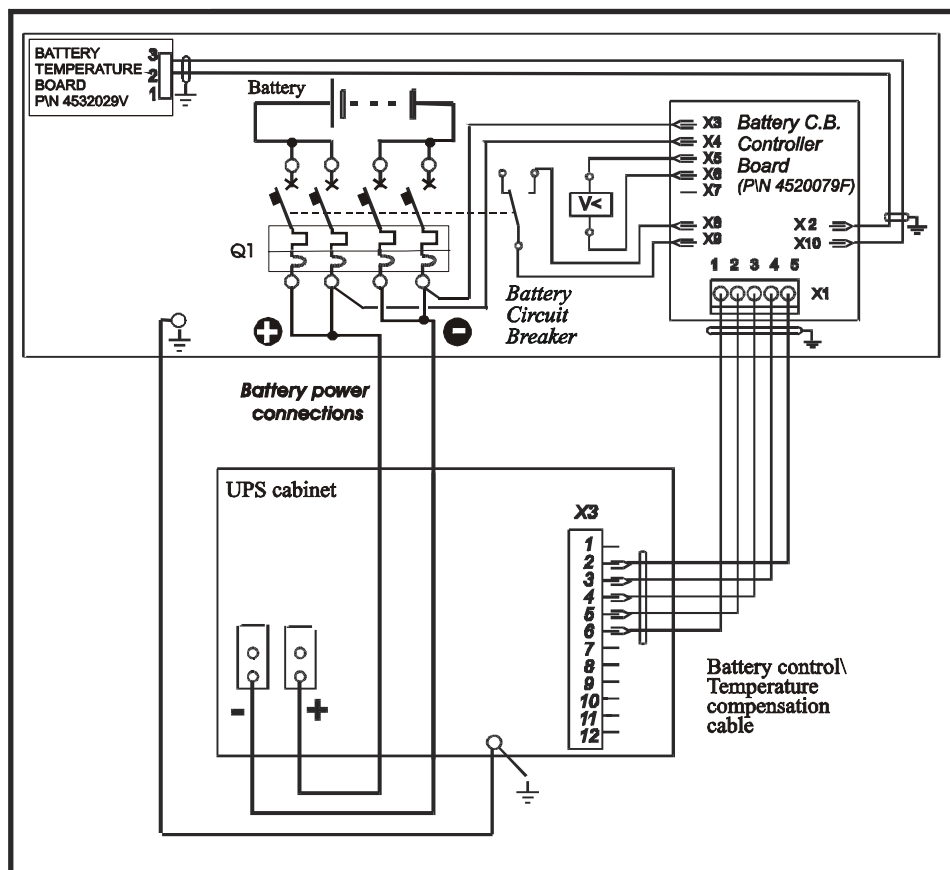 BATTERY
TEMPERATURE
BOARD
P\N 4532029V
3
2
1
Battery
X3
X4
X5
X6
X7
X8
X9
Battery C.B.
Controller
Board
(P\N 4520079F)
X2
X10
1 2 3 4 5
X1
V<
Q1
Battery
Circuit
Breaker
+
-
Battery power
connections
UPS cabinet
X3
1
2
3
4
5
6
7
8
9
10
11
12
- +
Battery control\
Temperature
compensation
cable